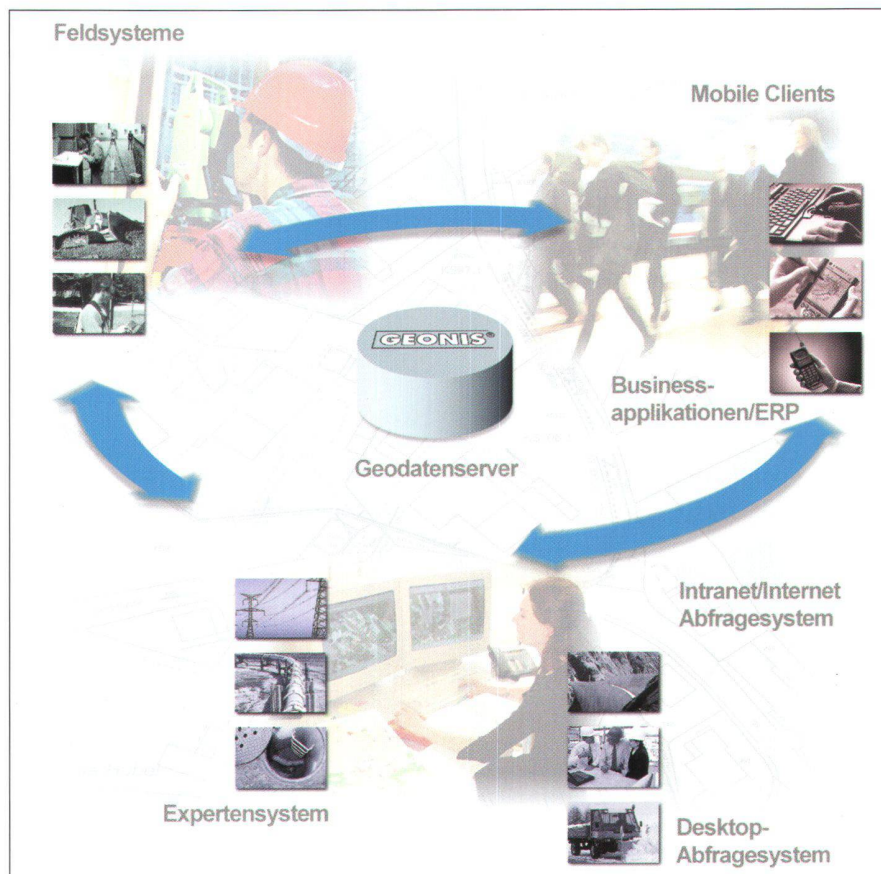 Feldsysteme
Mobile Clients
GEONIS®
Business-
applikationen/ERP
Geodatenserver
Intranet/Internet
Abfragesystem
Expertensystem
Desktop-
Abfragesystem